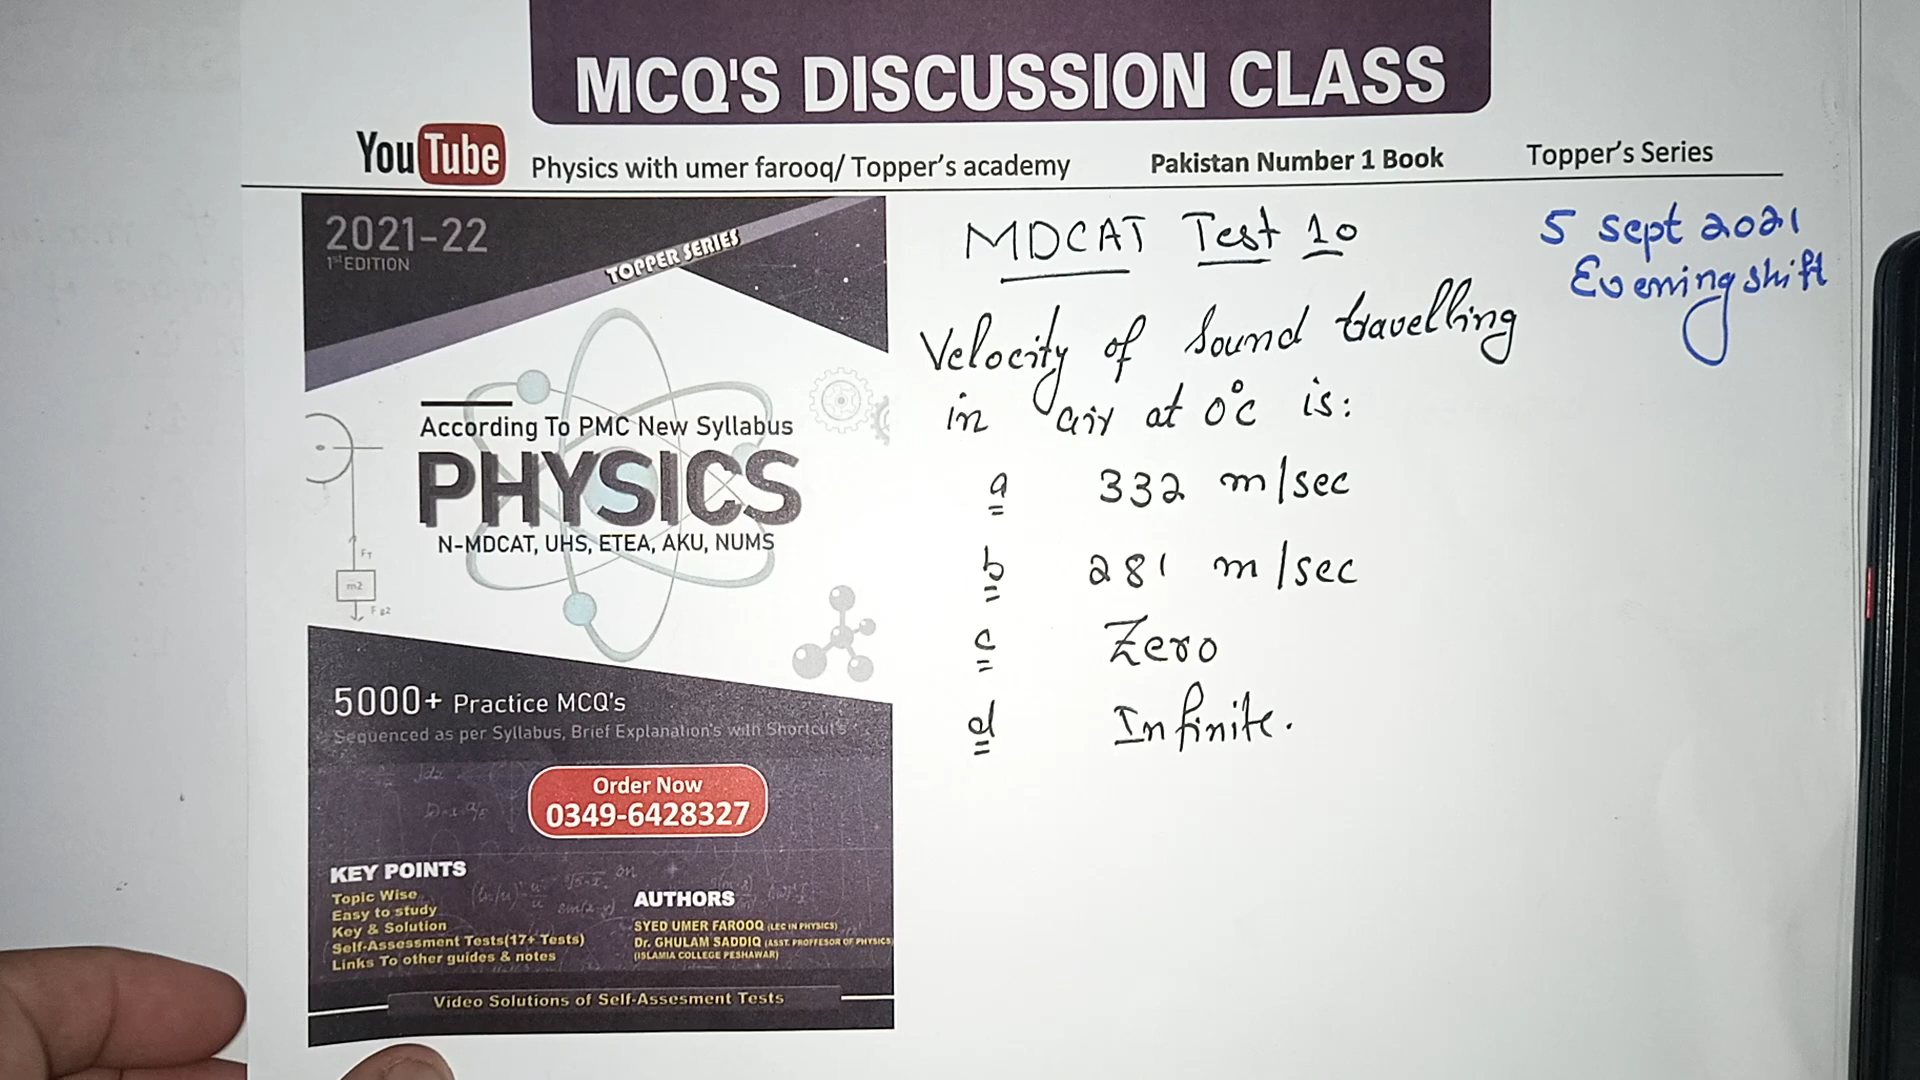 MCQ'S DISCUSSION CLASS
YouTube Physics with umer farooq/ Topper's academy Pakistan Number 1 Book Topper's Series
2021-22
1st EDITION
TOPPER SERIES
According To PMC New Syllabus
PHYSICS
N-MDCAT, UHS, ETEA, AKU, NUMS
m2
5000+ Practice MCQ's
Sequenced as per Syllabus, Brief Explanation's with Shortcut's
Order Now
0349-6428327
KEY POINTS
Topic Wise
Easy to study
Key & Solution
Self-Assessment Tests(17+ Tests)
Links To other guides & notes
AUTHORS
SYED UMER FAROOQ (LEC IN PHYSICS)
Dr. GHULAM SADDIQ (ASST. PROFFESOR OF PHYSICS)
(ISLAMIA COLLEGE PESHAWAR)
Video Solutions of Self-Assesment Tests
MDCAT Test 10
5 Sept 2021
Evening shift
Velocity of Sound travelling
in air at 0°C is:
a 332 m/sec
b 281 m/sec
c Zero
d Infinite.